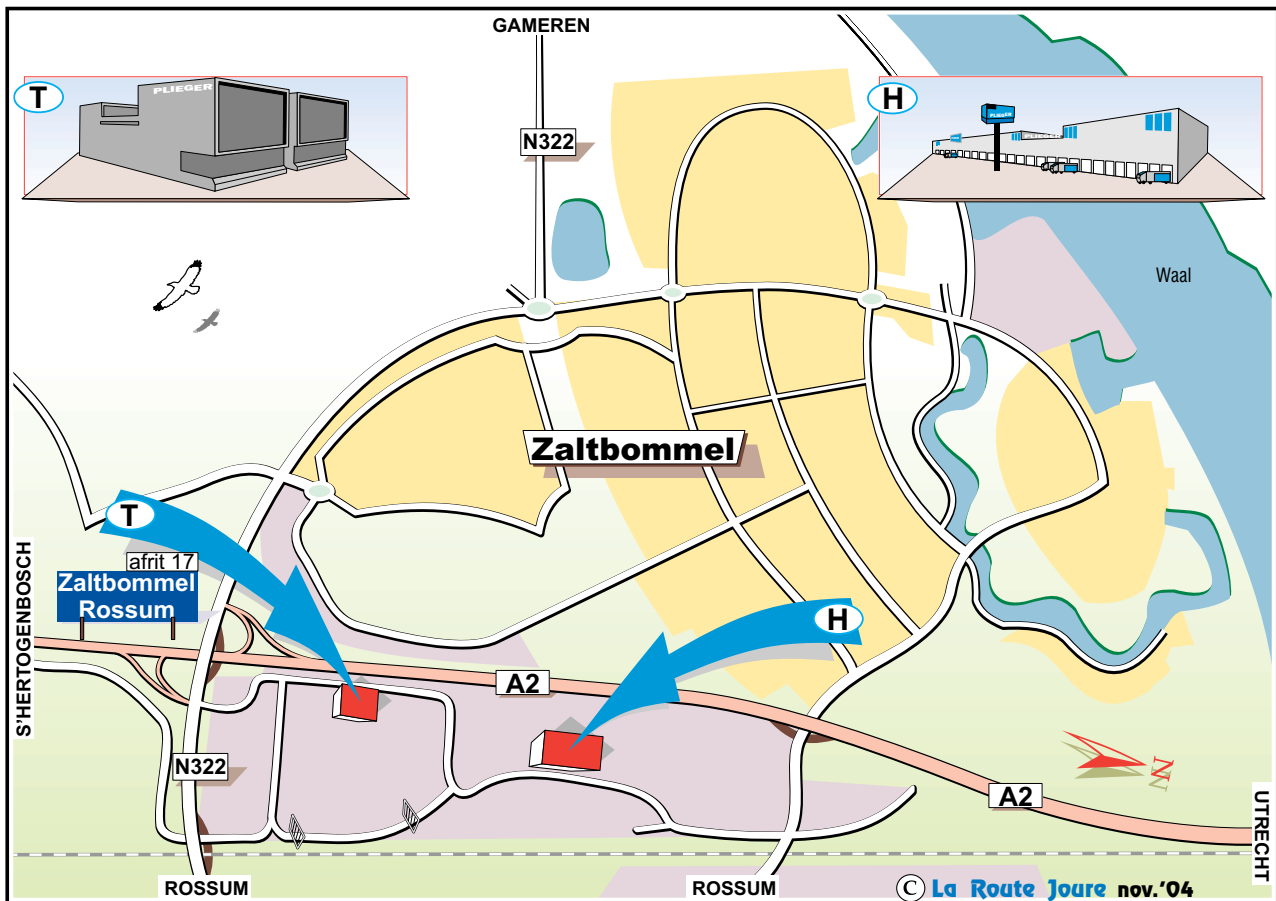 GAMEREN
T
PLIEGER
H
PLIEGER
N322
Waal
Zaltbommel
T
afrit 17
Zaltbommel
Rossum
H
S'HERTOGENBOSCH
A2
N322
N
A2
UTRECHT
ROSSUM
ROSSUM
© La Route Joure nov.'04